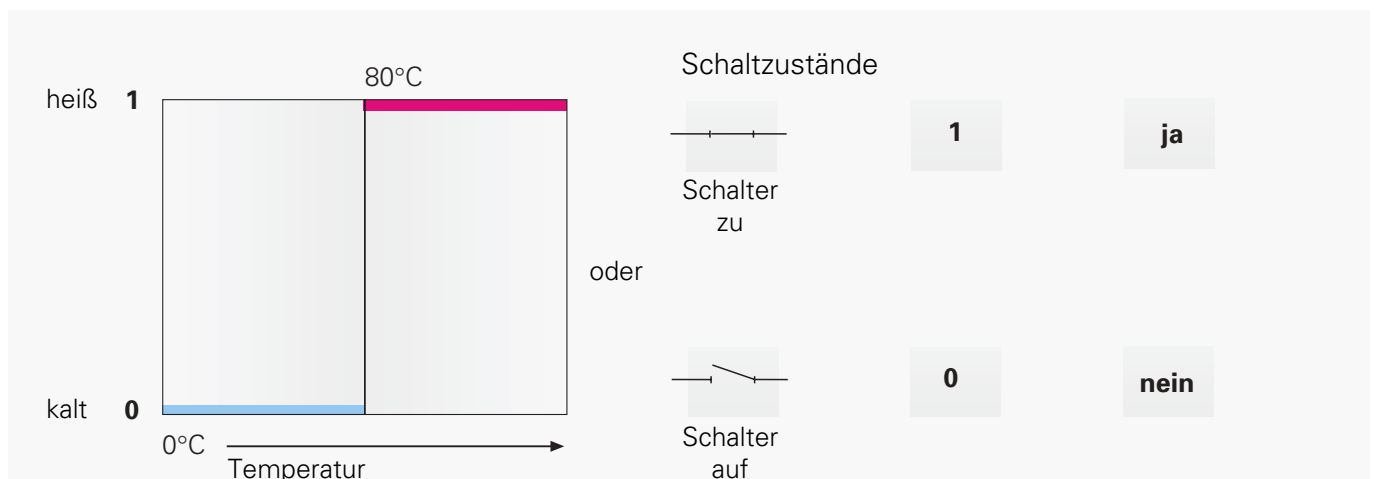 80°C
heiß 1
kalt 0
0°C
Temperatur
oder
Schaltzustände
1 ja
Schalter
zu
0 nein
Schalter
auf